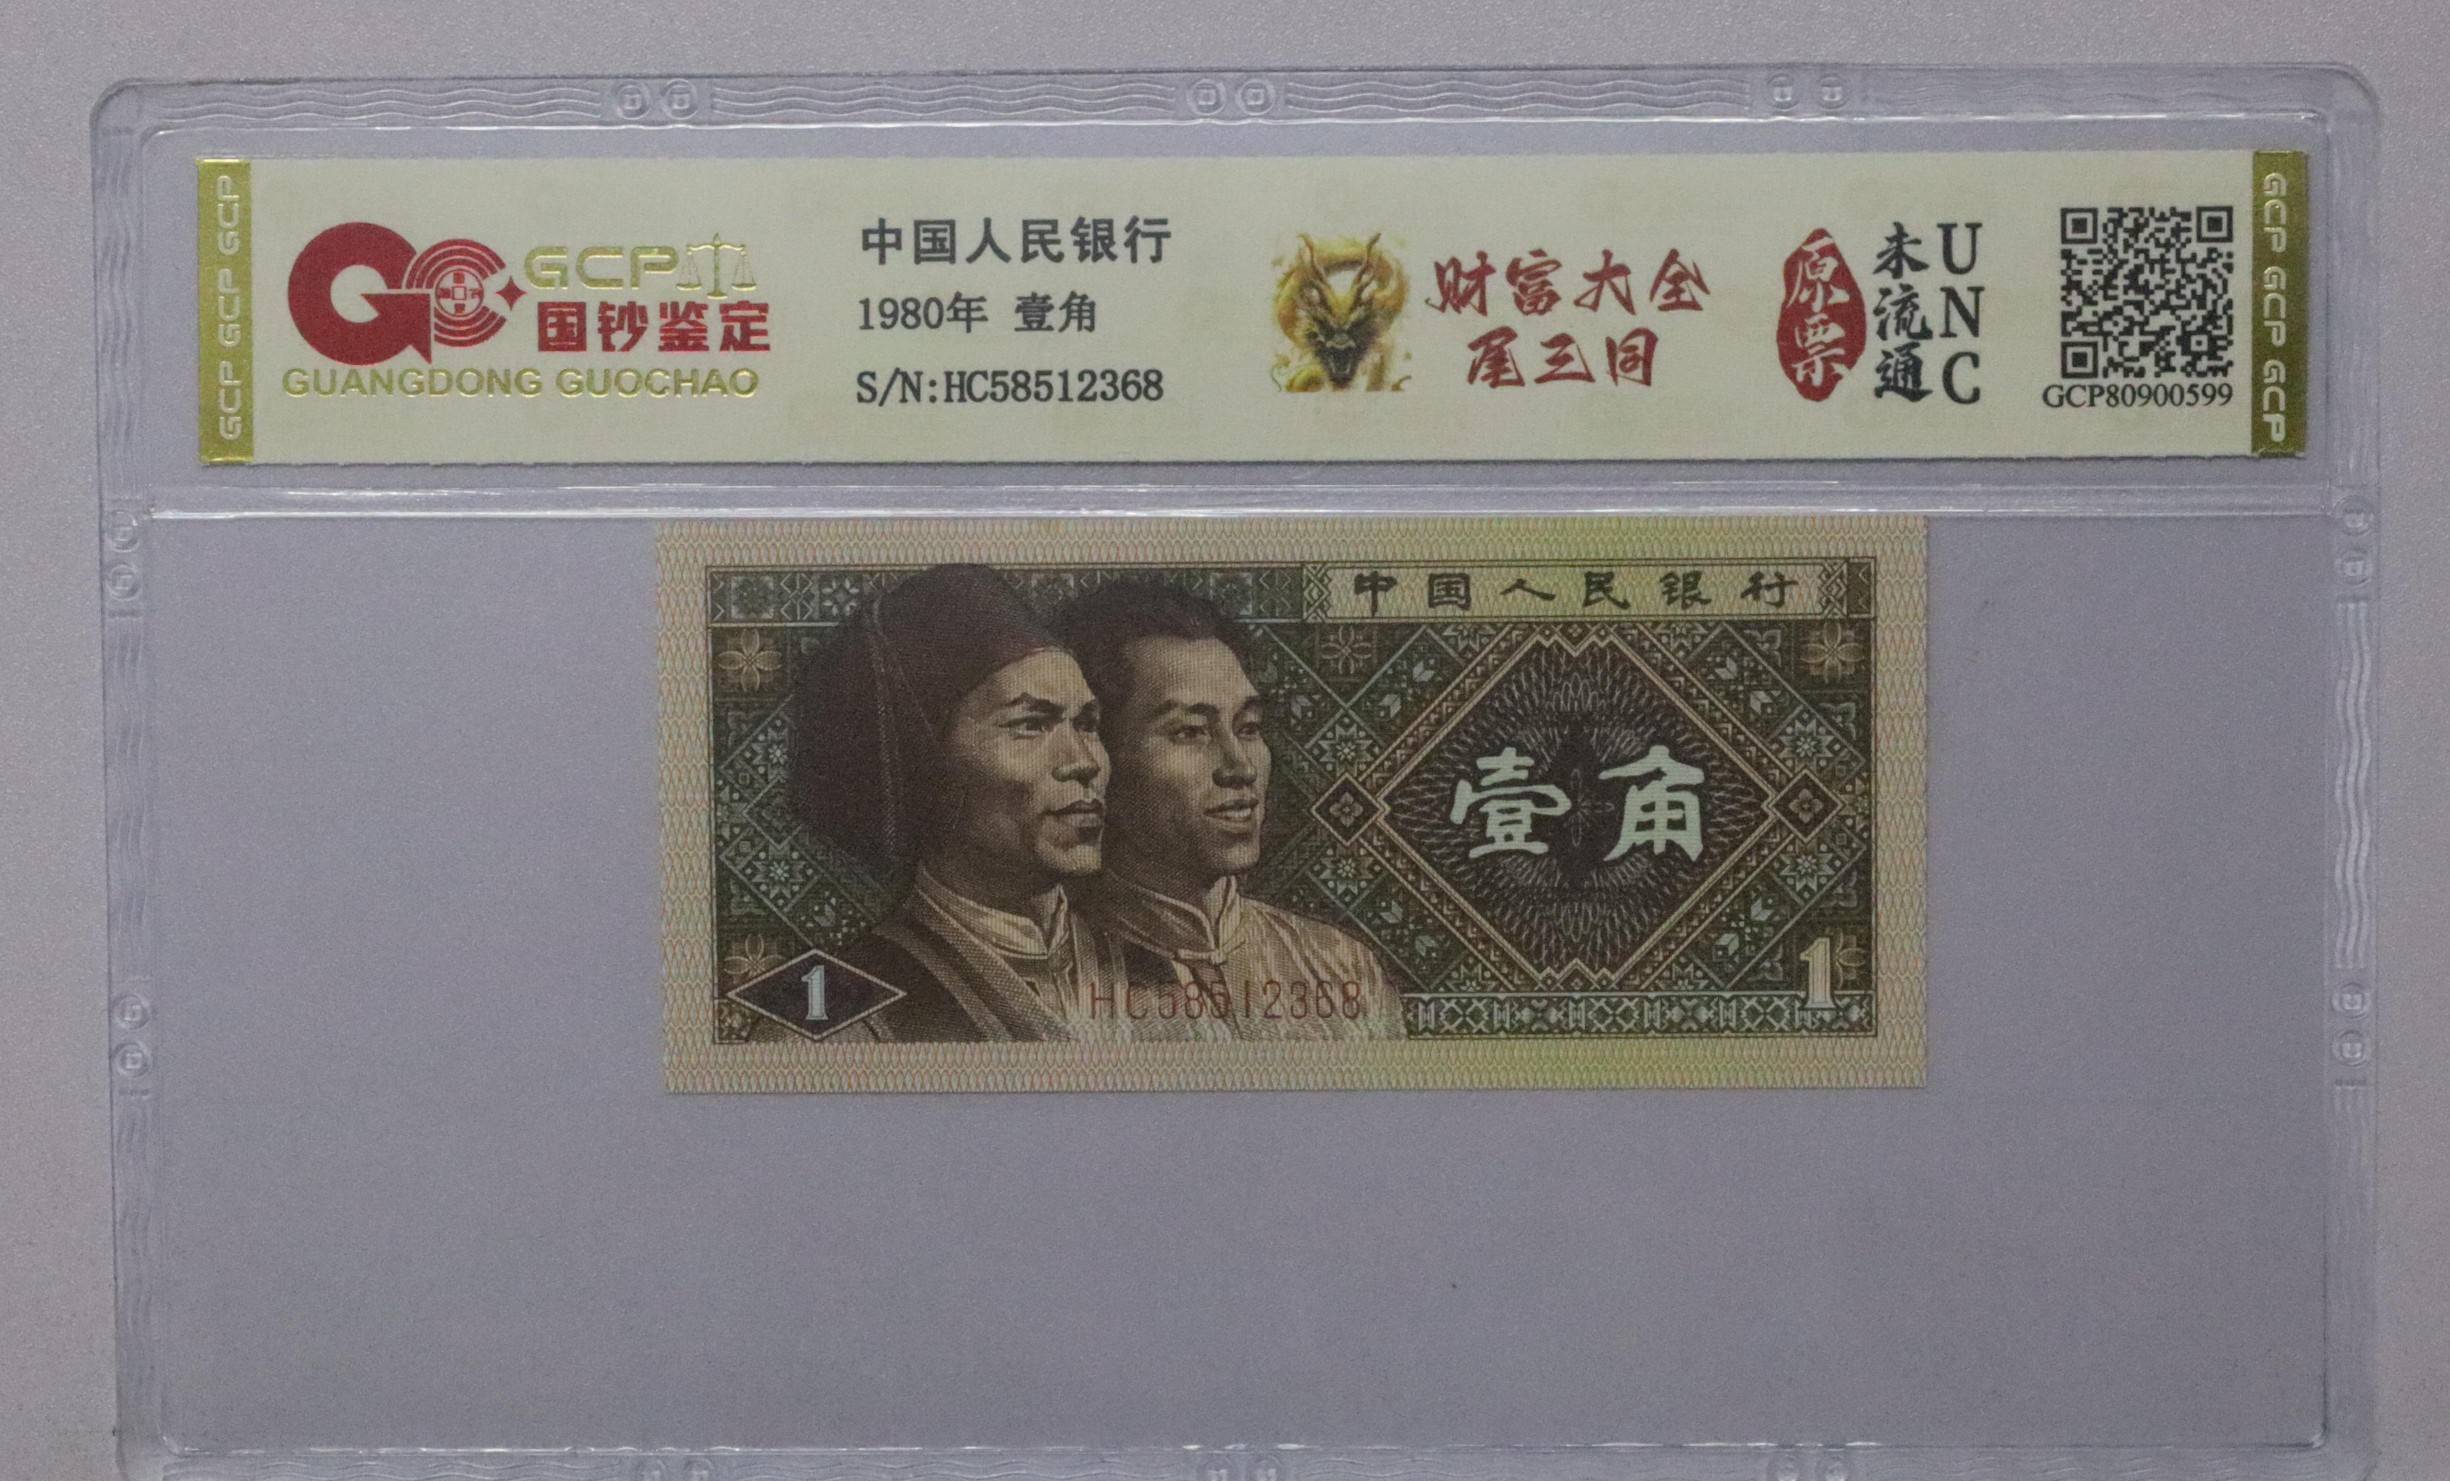 GCP GCP GCP
GCP
国钞鉴定
GUANGDONG GUOCHAO
中国人民银行
1980年 壹角
S/N:HC58512368
财富大全
尾三同
原票
未流通
UNC
GCP80900599
GCP GCP GCP
中国人民银行
壹角
1
HC58512368
1